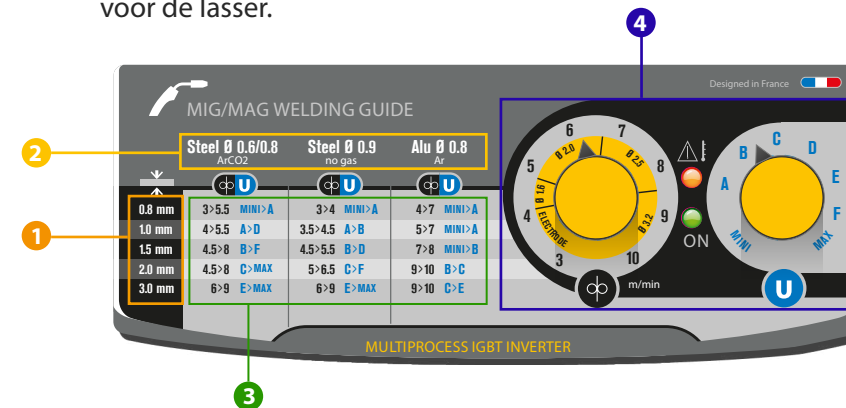 voor de lasser.
4
Designed in France
MIG/MAG WELDING GUIDE
2
Steel Ø 0.6/0.8 Steel Ø 0.9 Alu Ø 0.8
ArCO2 no gas Ar
U U U
1
0.8 mm 3>5.5 MINI>A 3>4 MINI>A 4>7 MINI>A
1.0 mm 4>5.5 A>D 3.5>4.5 A>B 5>7 MINI>A
1.5 mm 4.5>8 B>F 4.5>5.5 B>D 7>8 MINI>B
2.0 mm 4.5>8 C>MAX 5>6.5 C>F 9>10 B>C
3.0 mm 6>9 E>MAX 6>9 E>MAX 9>10 C>E
3 4 5 6 7 8 9 10
ELECTRODE Ø 1.6 Ø 2.0 Ø 2.5 Ø 3.2
m/min
ON
MINI A B C D E F MAX
U
MULTIPROCESS IGBT INVERTER
3